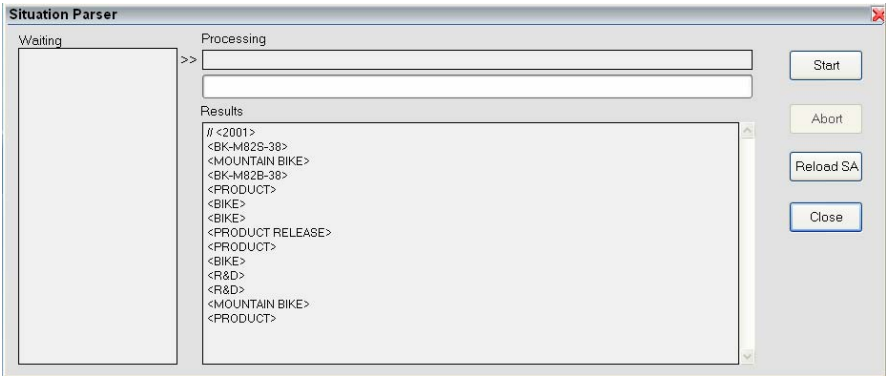 Situation Parser
Waiting
>>
Processing
Results
// <2001>
<BK-M82S-38>
<MOUNTAIN BIKE>
<BK-M82B-38>
<PRODUCT>
<BIKE>
<BIKE>
<PRODUCT RELEASE>
<PRODUCT>
<BIKE>
<R&D>
<R&D>
<MOUNTAIN BIKE>
<PRODUCT>
Start
Abort
Reload SA
Close